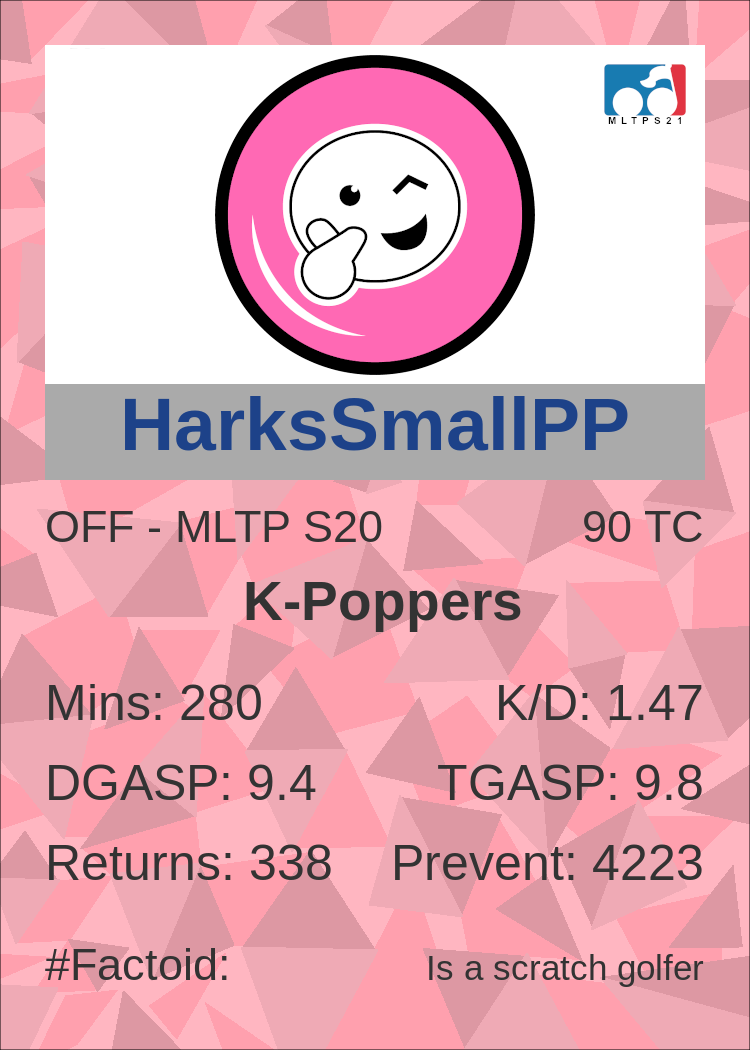 MLTPS21
HarksSmallPP
OFF - MLTP S20 90 TC
K-Poppers
Mins: 280 K/D: 1.47
DGASP: 9.4 TGASP: 9.8
Returns: 338 Prevent: 4223
#Factoid: Is a scratch golfer